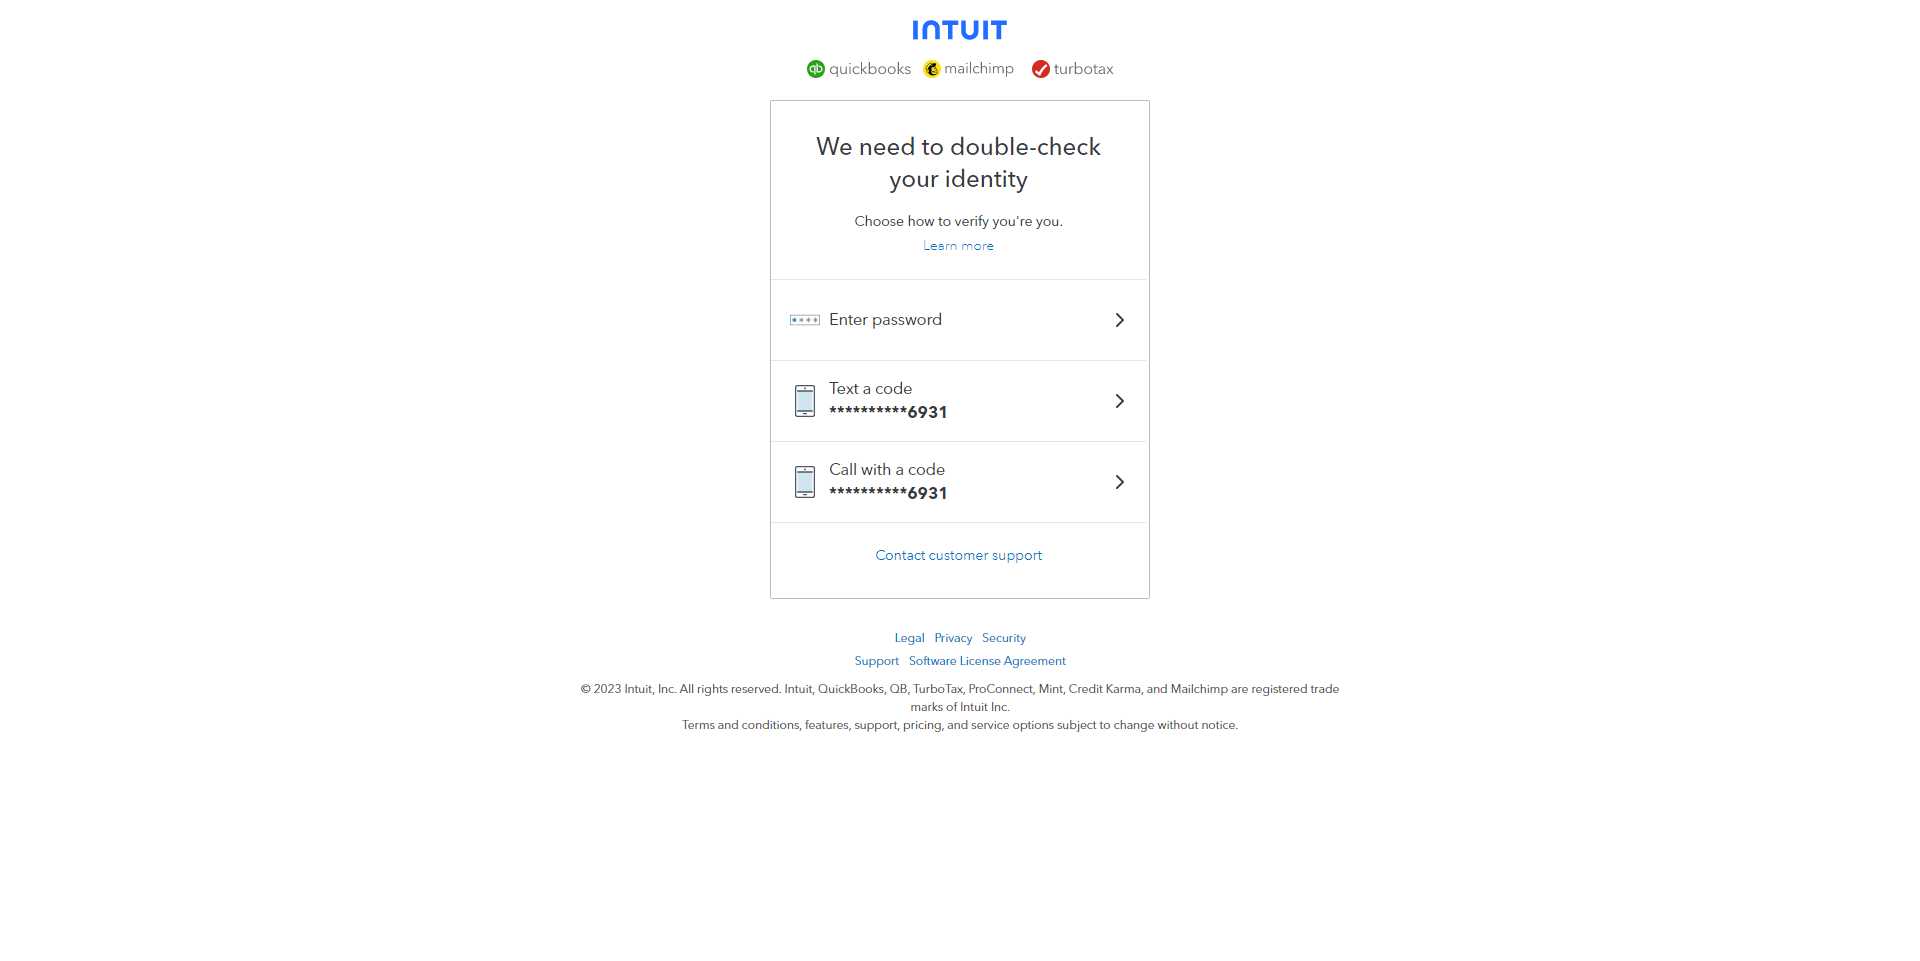 INTUIT
qb quickbooks mailchimp turbotax
We need to double-check
your identity
Choose how to verify you're you.
Learn more
Enter password
Text a code
**********6931
Call with a code
**********6931
Contact customer support
Legal Privacy Security
Support Software License Agreement
© 2023 Intuit, Inc. All rights reserved. Intuit, QuickBooks, QB, TurboTax, ProConnect, Mint, Credit Karma, and Mailchimp are registered trade
marks of Intuit Inc.
Terms and conditions, features, support, pricing, and service options subject to change without notice.